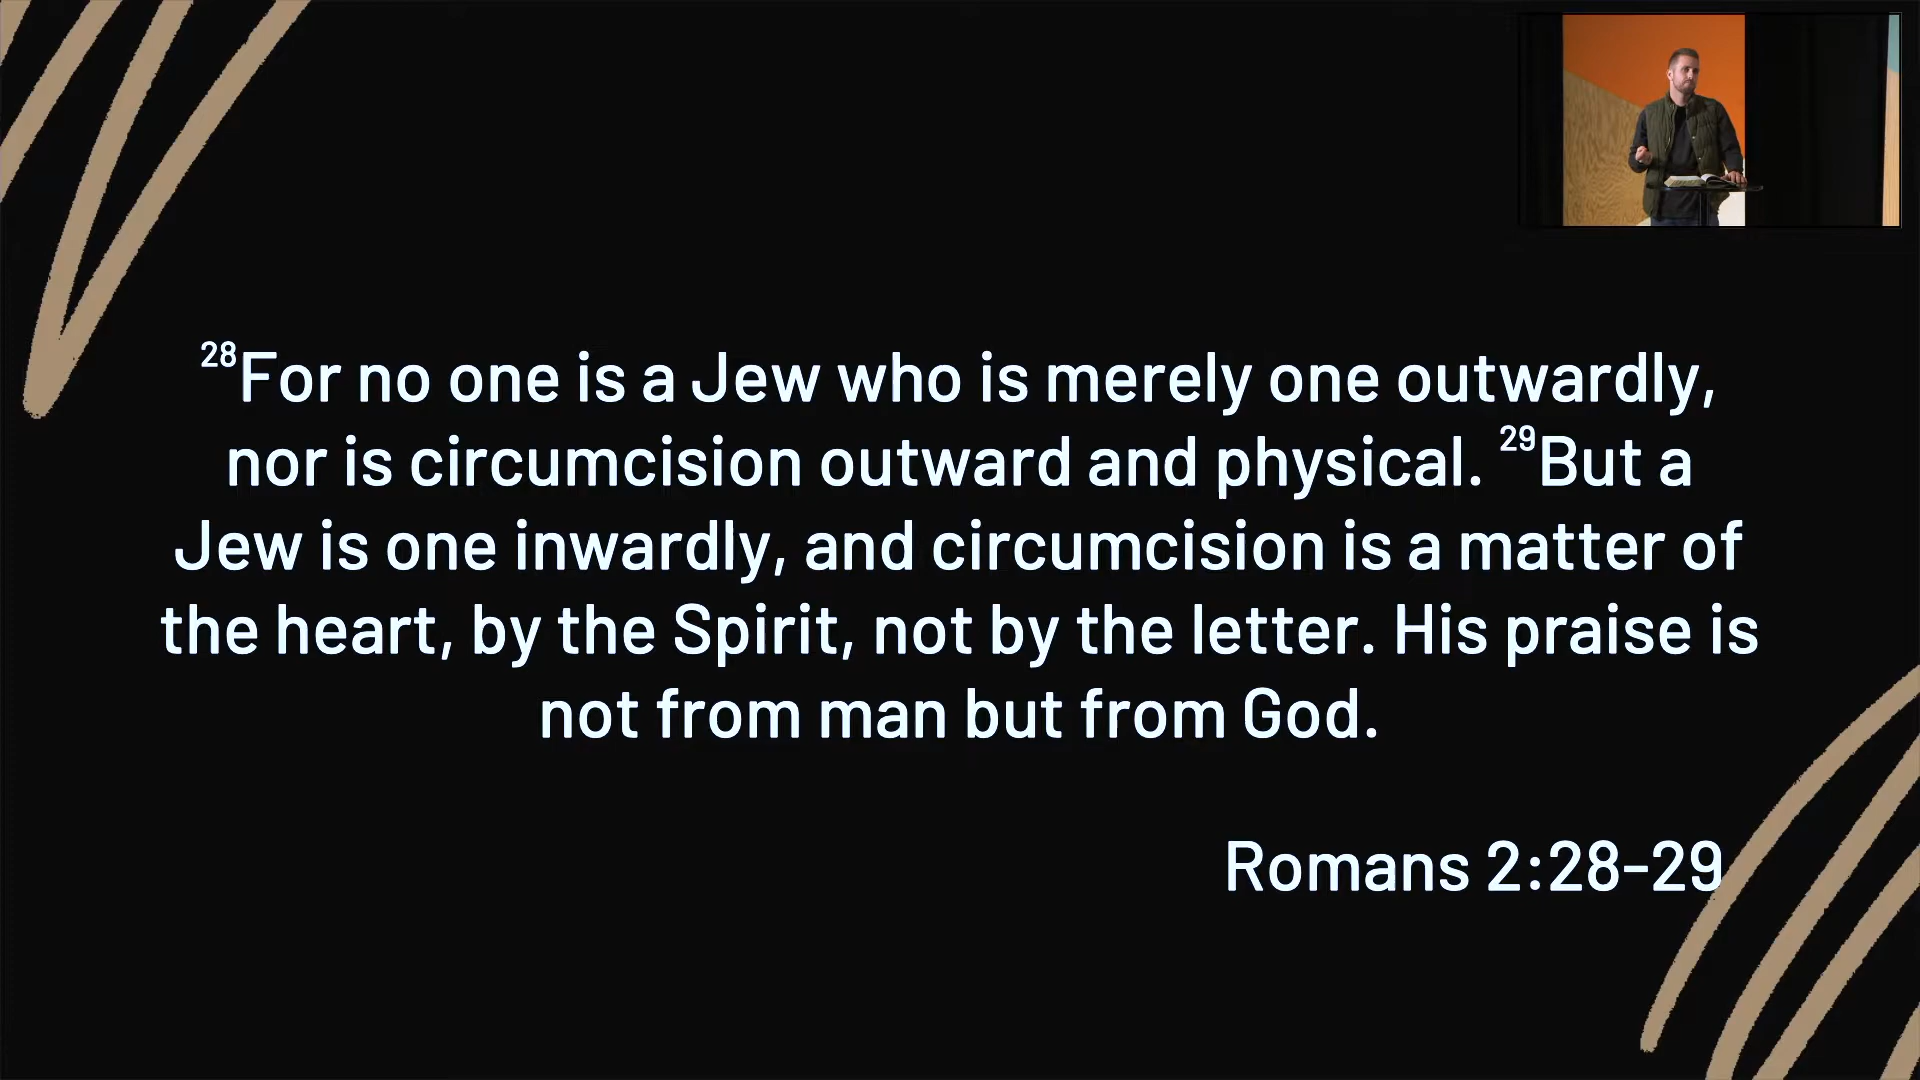 28For no one is a Jew who is merely one outwardly,
nor is circumcision outward and physical. 29But a
Jew is one inwardly, and circumcision is a matter of
the heart, by the Spirit, not by the letter. His praise is
not from man but from God.
Romans 2:28-29